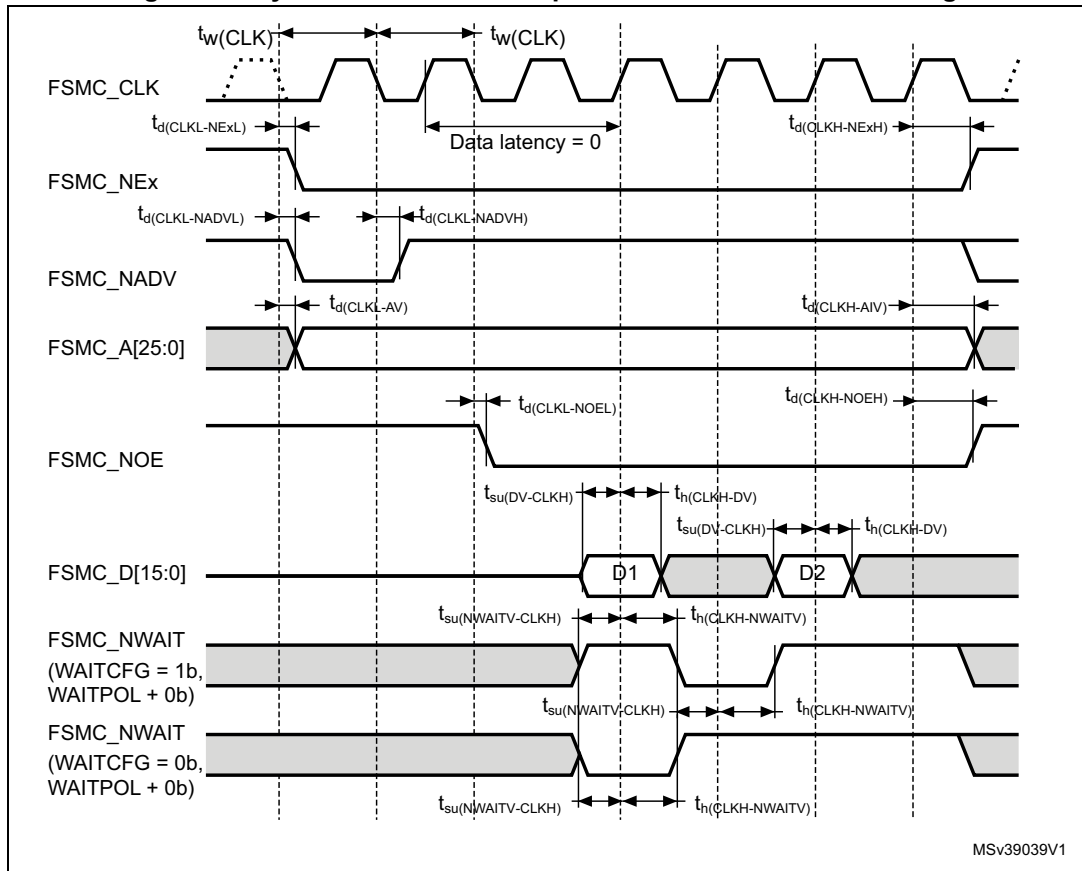 tw(CLK) tw(CLK)
FSMC_CLK
td(CLKL-NExL) td(CLKH-NExH)
Data latency = 0
FSMC_NEx
td(CLKL-NADVL) td(CLKL-NADVH)
FSMC_NADV
td(CLKL-AV) td(CLKH-AIV)
FSMC_A[25:0]
td(CLKL-NOEL) td(CLKH-NOEH)
FSMC_NOE
tsu(DV-CLKH) th(CLKH-DV)
tsu(DV-CLKH) th(CLKH-DV)
FSMC_D[15:0] D1 D2
tsu(NWAITV-CLKH) th(CLKH-NWAITV)
FSMC_NWAIT
(WAITCFG = 1b,
WAITPOL + 0b)
tsu(NWAITV-CLKH) th(CLKH-NWAITV)
FSMC_NWAIT
(WAITCFG = 0b,
WAITPOL + 0b)
tsu(NWAITV-CLKH) th(CLKH-NWAITV)
MSv39039V1